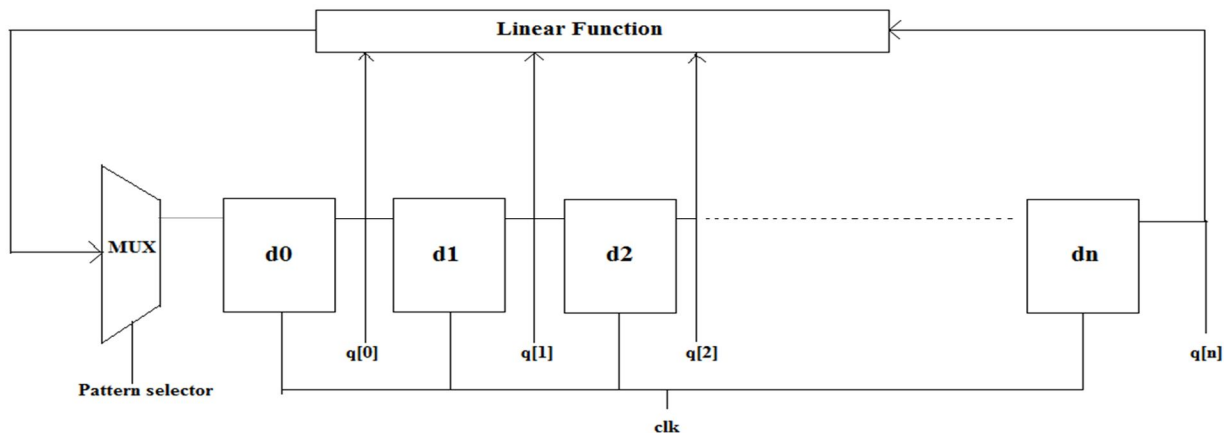 Linear Function
MUX
d0
d1
d2
dn
q[0]
q[1]
q[2]
q[n]
Pattern selector
clk